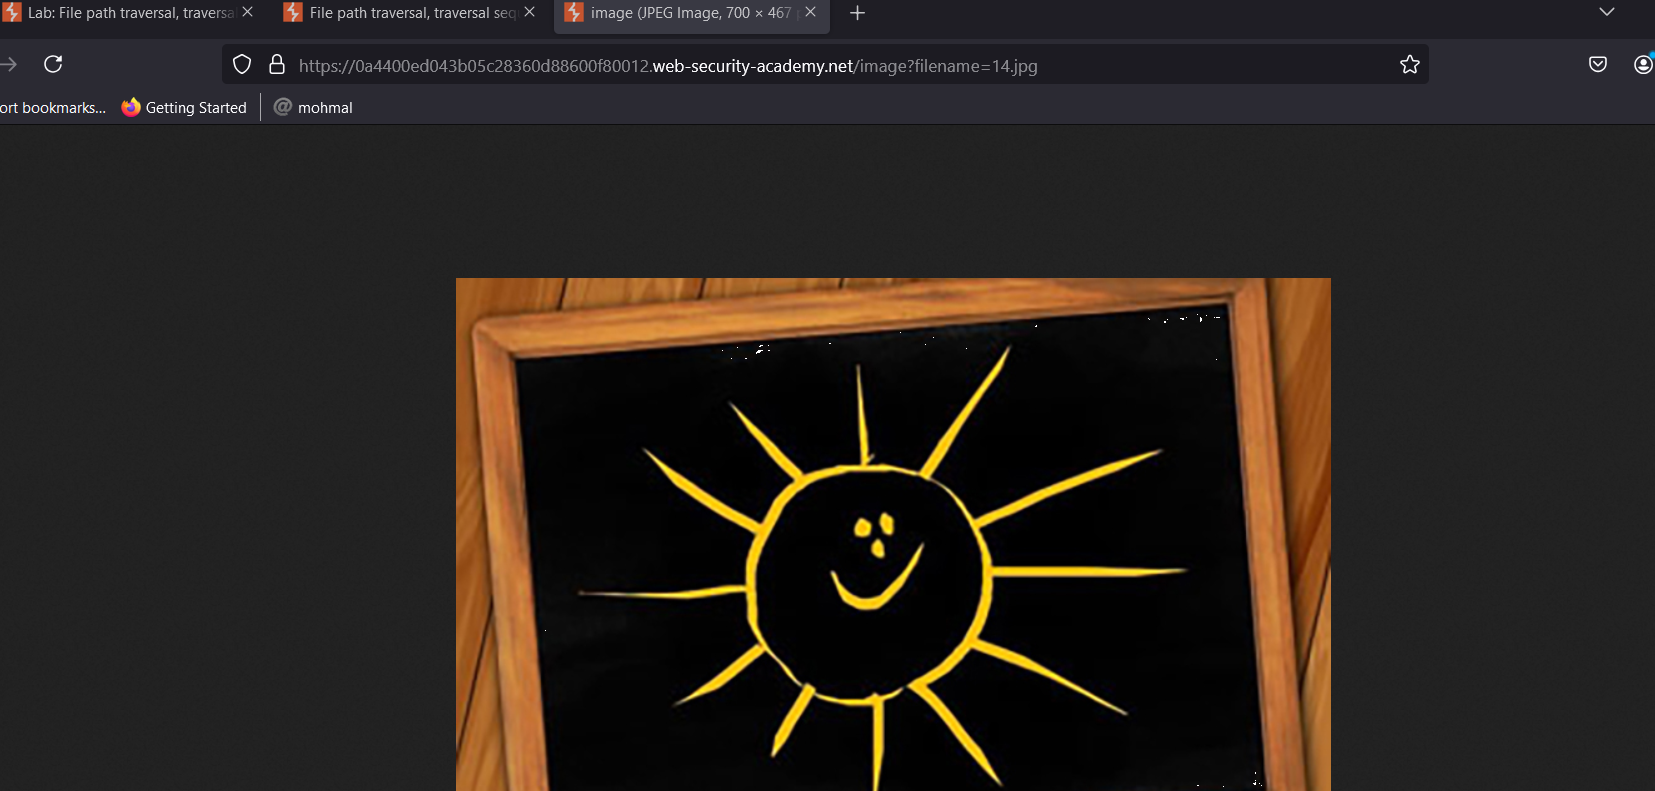 Lab: File path traversal, traversa
File path traversal, traversal seq
image (JPEG Image, 700 × 467 p
https://0a4400ed043b05c28360d88600f80012.web-security-academy.net/image?filename=14.jpg
ort bookmarks...
Getting Started
mohmal